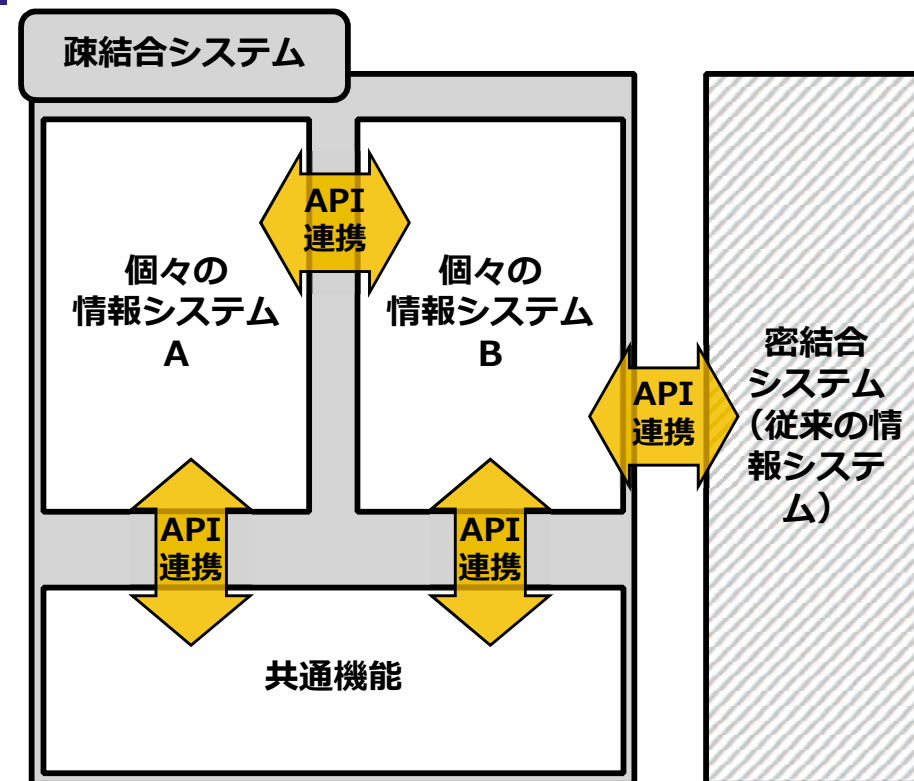 疎結合システム
API
連携
個々の
情報システム
A
個々の
情報システム
B
API
連携
密結合
システム
（従来の情
報システ
ム）
API
連携
API
連携
共通機能